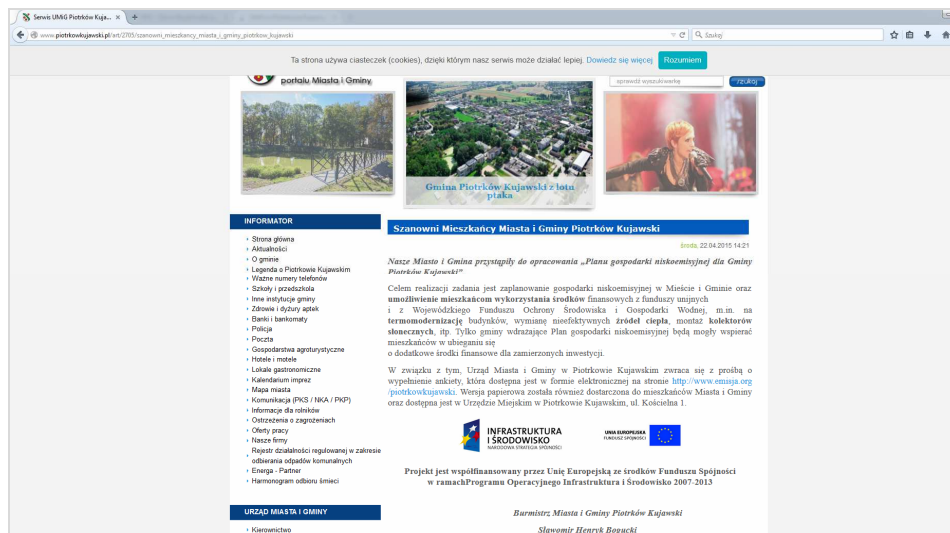 Serwis UMiG Piotrków Kuja...
www.piotrkowkujawski.pl/art/2705/szanowni_mieszkancy_miasta_i_gminy_piotrkow_kujawski
Szukaj
Ta strona używa ciasteczek (cookies), dzięki którym nasz serwis może działać lepiej. Dowiedz się więcej Rozumiem
portalu Miasta i Gminy
sprawdź wyszukiwarkę
szukaj
Gmina Piotrków Kujawski z lotu
ptaka
INFORMATOR
Strona główna
Aktualności
O gminie
Legenda o Piotrkowie Kujawskim
Ważne numery telefonów
Szkoły i przedszkola
Inne instytucje gminy
Zdrowie i dyżury aptek
Banki i bankomaty
Policja
Poczta
Gospodarstwa agroturystyczne
Hotele i motele
Lokale gastronomiczne
Kalendarium imprez
Mapa miasta
Komunikacja (PKS / NKA / PKP)
Informacje dla rolników
Ostrzeżenia o zagrożeniach
Oferty pracy
Nasze firmy
Rejestr działalności regulowanej w zakresie
odbierania odpadów komunalnych
Energa - Partner
Harmonogram odbioru śmieci
URZĄD MIASTA I GMINY
Kierownictwo
Szanowni Mieszkańcy Miasta i Gminy Piotrków Kujawski
środa, 22.04.2015 14:21
Nasze Miasto i Gmina przystąpiły do opracowania „Planu gospodarki niskoemisyjnej dla Gminy
Piotrków Kujawski”
Celem realizacji zadania jest zaplanowanie gospodarki niskoemisyjnej w Mieście i Gminie oraz
umożliwienie mieszkańcom wykorzystania środków finansowych z funduszy unijnych
i z Wojewódzkiego Funduszu Ochrony Środowiska i Gospodarki Wodnej, m.in. na
termomodernizację budynków, wymianę nieefektywnych źródeł ciepła, montaż kolektorów
słonecznych, itp. Tylko gminy wdrażające Plan gospodarki niskoemisyjnej będą mogły wspierać
mieszkańców w ubieganiu się
o dodatkowe środki finansowe dla zamierzonych inwestycji.
W związku z tym, Urząd Miasta i Gminy w Piotrkowie Kujawskim zwraca się z prośbą o
wypełnienie ankiety, która dostępna jest w formie elektronicznej na stronie http://www.emisja.org
/piotrkowkujawski. Wersja papierowa została również dostarczona do mieszkańców Miasta i Gminy
oraz dostępna jest w Urzędzie Miejskim w Piotrkowie Kujawskim, ul. Kościelna 1.
INFRASTRUKTURA
I ŚRODOWISKO
NARODOWA STRATEGIA SPÓJNOŚCI
UNIA EUROPEJSKA
FUNDUSZ SPÓJNOŚCI
Projekt jest współfinansowany przez Unię Europejską ze środków Funduszu Spójności
w ramachProgramu Operacyjnego Infrastruktura i Środowisko 2007-2013
Burmistrz Miasta i Gminy Piotrków Kujawski
Sławomir Henryk Bogucki